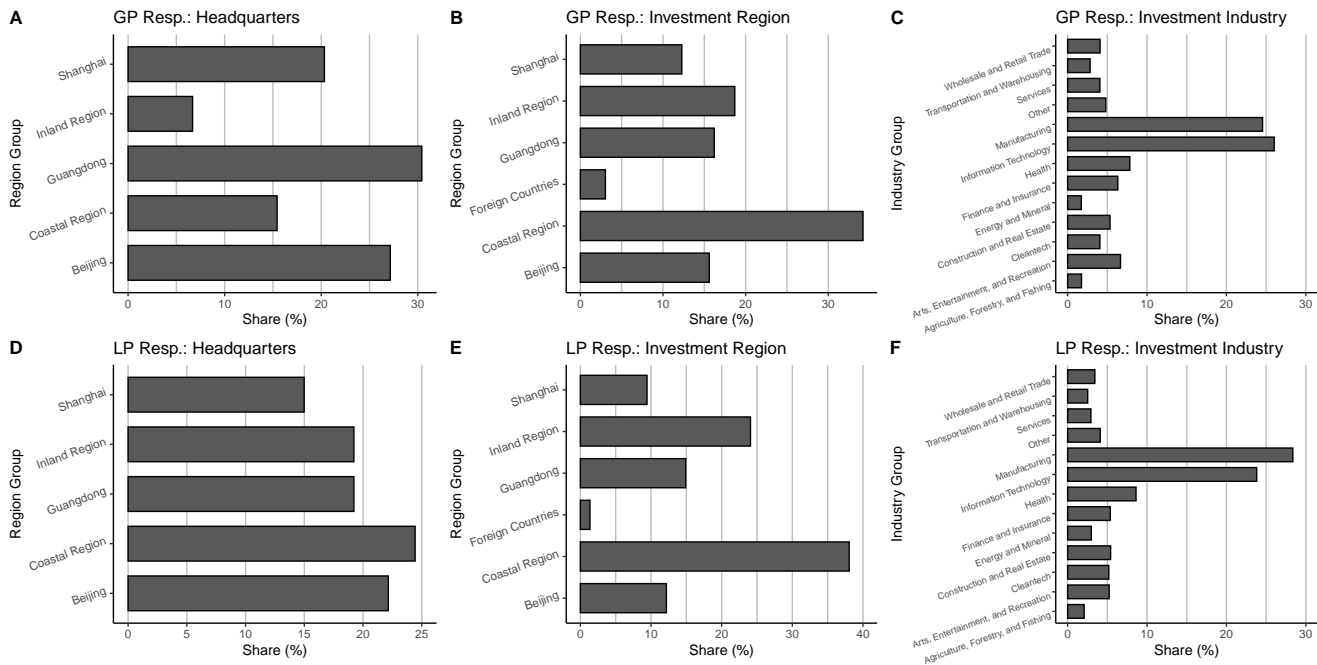 A GP Resp.: Headquarters
Region Group
Shanghai
Inland Region
Guangdong
Coastal Region
Beijing
0 10 20 30
Share (%)
B GP Resp.: Investment Region
Region Group
Shanghai
Inland Region
Guangdong
Foreign Countries
Coastal Region
Beijing
0 10 20 30
Share (%)
C GP Resp.: Investment Industry
Industry Group
Wholesale and Retail Trade
Transportation and Warehousing
Services
Other
Manufacturing
Information Technology
Health
Finance and Insurance
Energy and Mineral
Construction and Real Estate
Cleantech
Arts, Entertainment, and Recreation
Agriculture, Forestry, and Fishing
0 10 20 30
Share (%)
D LP Resp.: Headquarters
Region Group
Shanghai
Inland Region
Guangdong
Coastal Region
Beijing
0 5 10 15 20 25
Share (%)
E LP Resp.: Investment Region
Region Group
Shanghai
Inland Region
Guangdong
Foreign Countries
Coastal Region
Beijing
0 10 20 30 40
Share (%)
F LP Resp.: Investment Industry
Industry Group
Wholesale and Retail Trade
Transportation and Warehousing
Services
Other
Manufacturing
Information Technology
Health
Finance and Insurance
Energy and Mineral
Construction and Real Estate
Cleantech
Arts, Entertainment, and Recreation
Agriculture, Forestry, and Fishing
0 10 20 30
Share (%)